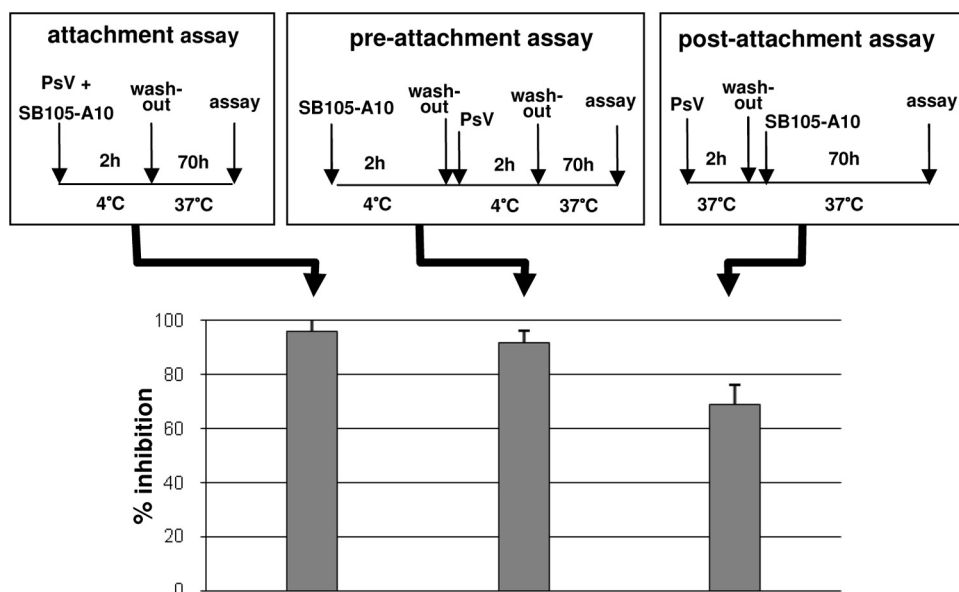 attachment assay
PsV +
SB105-A10
wash-
out
assay
2h
70h
4°C
37°C
pre-attachment assay
SB105-A10
wash-
out
PsV
wash-
out
assay
2h
2h
70h
4°C
4°C
37°C
post-attachment assay
PsV
wash-
out
SB105-A10
assay
2h
70h
37°C
37°C
% inhibition
100
80
60
40
20
0